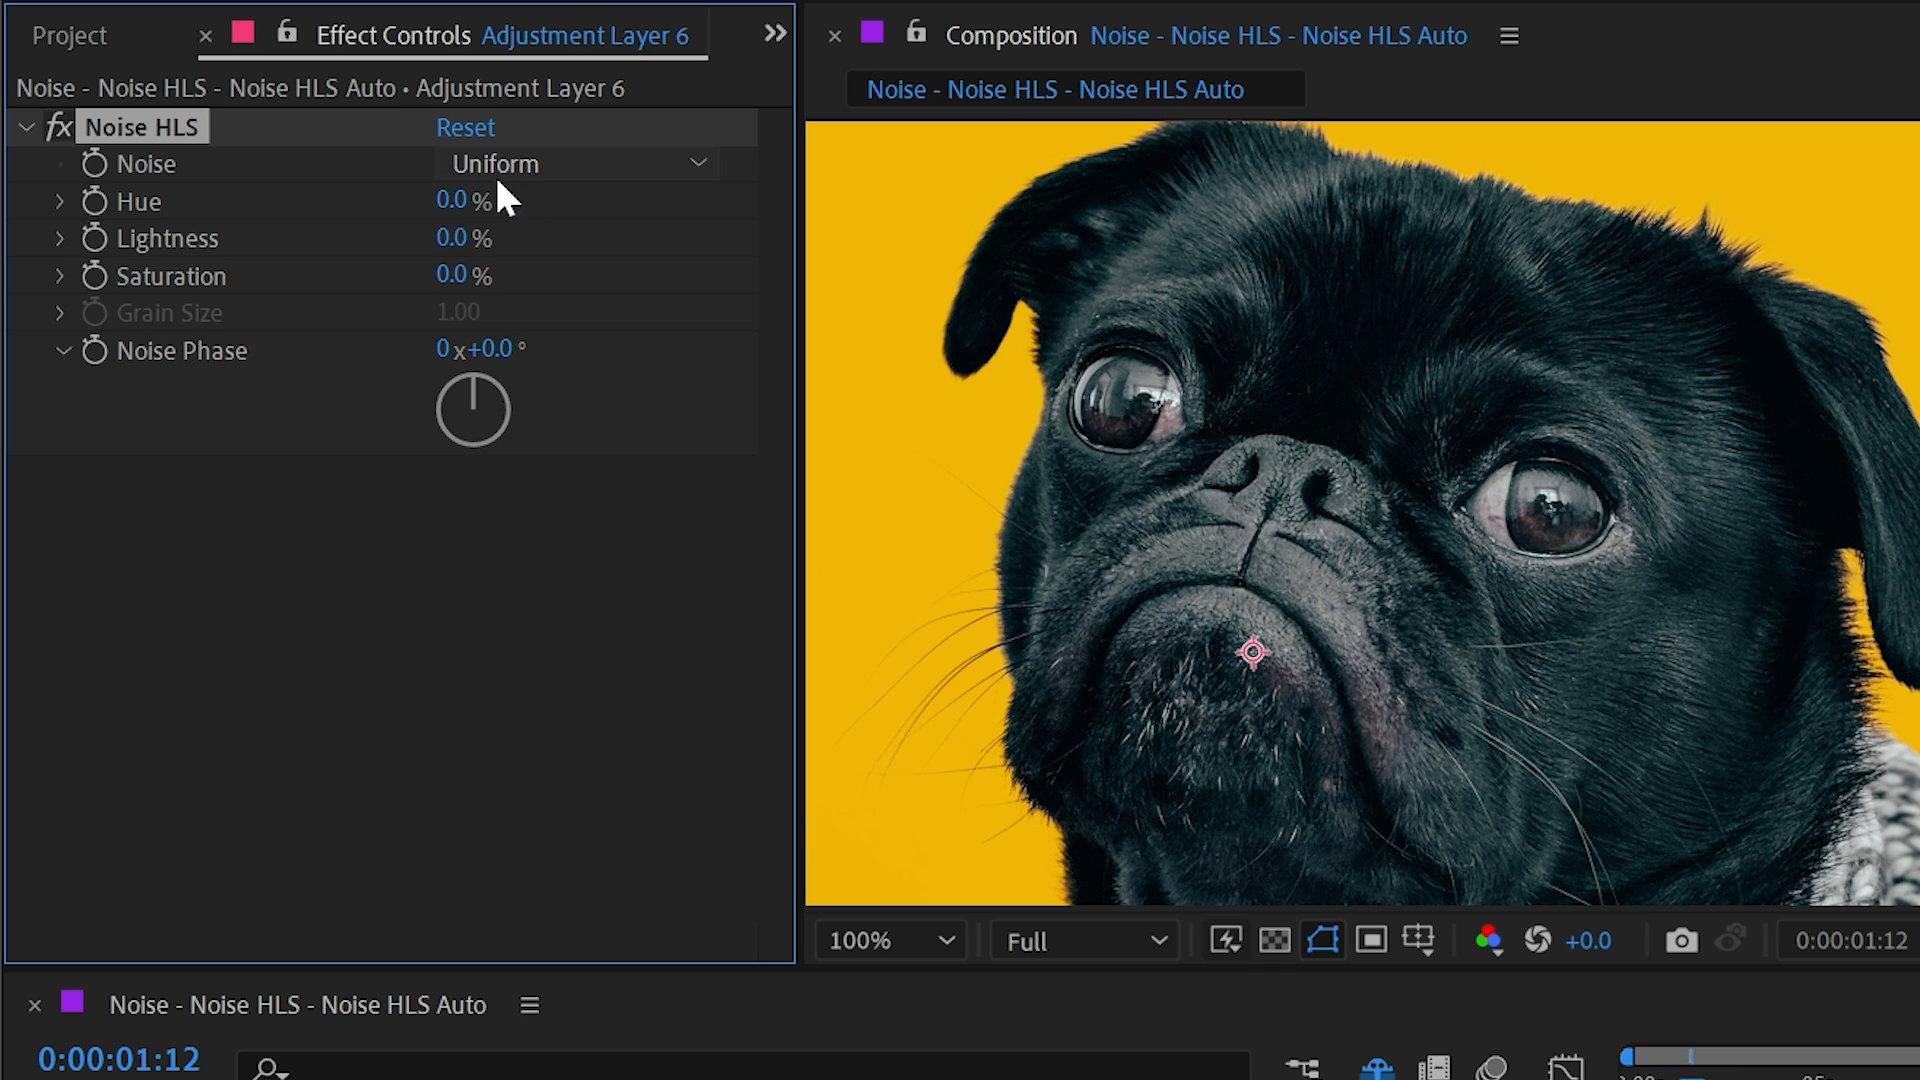 Project
Effect Controls Adjustment Layer 6
Noise - Noise HLS - Noise HLS Auto • Adjustment Layer 6
fx Noise HLS Reset
Noise Uniform
Hue 0.0 %
Lightness 0.0 %
Saturation 0.0 %
Grain Size 1.00
Noise Phase 0 x+0.0 °
Composition Noise - Noise HLS - Noise HLS Auto
Noise - Noise HLS - Noise HLS Auto
100% Full +0.0 0:00:01:12
Noise - Noise HLS - Noise HLS Auto
0:00:01:12